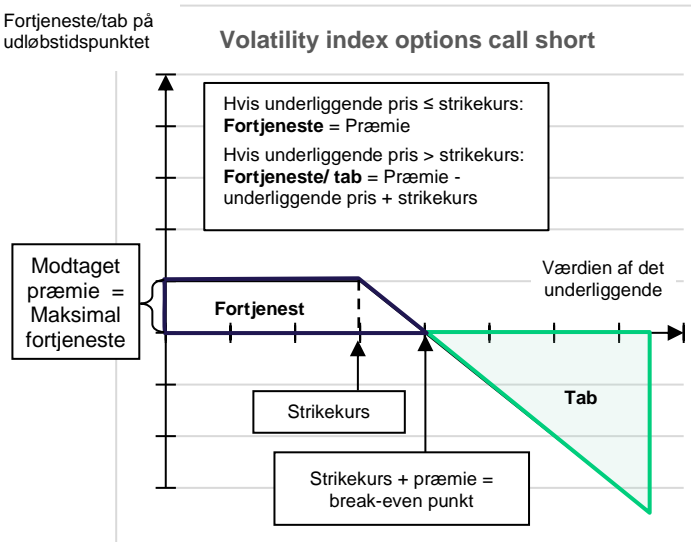 Fortjeneste/tab på
udløbstidspunktet
Volatility index options call short
Hvis underliggende pris ≤ strikekurs:
Fortjeneste = Præmie
Hvis underliggende pris > strikekurs:
Fortjeneste/ tab = Præmie -
underliggende pris + strikekurs
Modtaget
præmie =
Maksimal
fortjeneste
Værdien af det
underliggende
Fortjenest
Strikekurs
Tab
Strikekurs + præmie =
break-even punkt